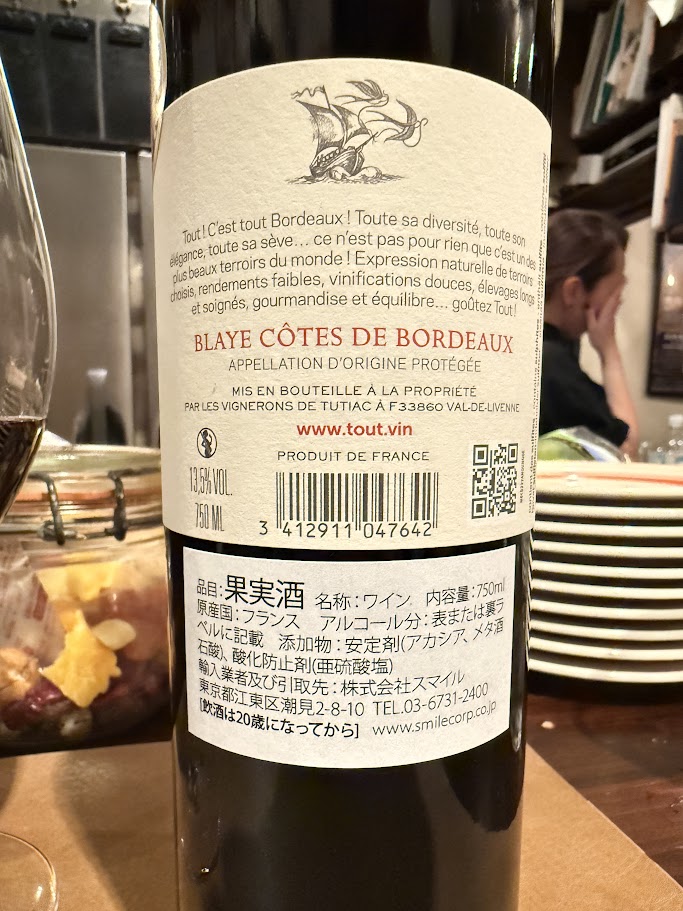 Tout ! C'est tout Bordeaux ! Toute sa diversité, toute son
élégance, toute sa sève... ce n'est pas pour rien que c'est un des
plus beaux terroirs du monde ! Expression naturelle de terroirs
choisis, rendements faibles, vinifications douces, élevages longs
et soignés, gourmandise et équilibre... goûtez Tout !
BLAYE CÔTES DE BORDEAUX
APPELLATION D'ORIGINE PROTÉGÉE
MIS EN BOUTEILLE À LA PROPRIÉTÉ
PAR LES VIGNERONS DE TUTIAC À F33860 VAL-DE-LIVENNE
www.tout.vin
PRODUIT DE FRANCE
13,5% VOL.
750 ML
3 412911 047642
品目:果実酒 名称:ワイン 内容量:750ml
原産国:フランス アルコール分:表または裏ラ
ベルに記載 添加物:安定剤(アカシア、メタ酒
石酸)、酸化防止剤(亜硫酸塩)
輸入業者及び引取先:株式会社スマイル
東京都江東区潮見2-8-10 TEL.03-6731-2400
[飲酒は20歳になってから] www.smilecorp.co.jp